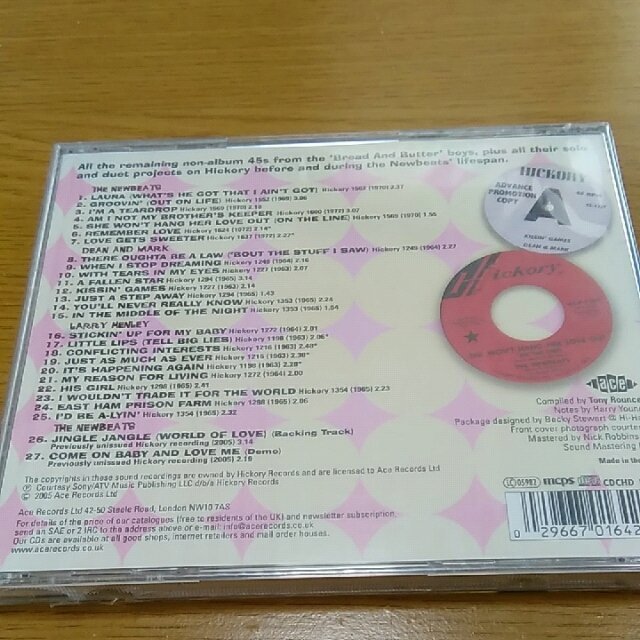 All the remaining non-album 45s from the 'Bread And Butter' boys, plus all their solo
and duet projects on Hickory before and during the Newbeats' lifespan.
THE NEWBEATS
1. LAURA (WHAT'S HE GOT THAT I AIN'T GOT) Hickory 1562 (1970) 2.37
2. GROOVIN' (OUT ON LIFE) Hickory 1552 (1969) 3.06
3. I'M A TEARDROP Hickory 1569 (1970) 2.18
4. AM I NOT MY BROTHER'S KEEPER Hickory 1600 (1970) 3.07
5. SHE WON'T HANG HER LOVE OUT (ON THE LINE) Hickory 1569 (1970) 1.55
6. REMEMBER LOVE Hickory 1624 (1972) 2.14*
7. LOVE GETS SWEETER Hickory 1637 (1972) 2.27*
DEAN AND MARK
8. THERE OUGHTA BE A LAW ('BOUT THE STUFF I SAW) Hickory 1249 (1964) 2.27
9. WHEN I STOP DREAMING Hickory 1249 (1964) 2.16
10. WITH TEARS IN MY EYES Hickory 1227 (1963) 2.07
11. A FALLEN STAR Hickory 1294 (1965) 3.14
12. KISSIN' GAMES Hickory 1227 (1963) 2.14
13. JUST A STEP AWAY Hickory 1294 (1965) 1.43
14. YOU'LL NEVER REALLY KNOW Hickory 1353 (1965) 2.24
15. IN THE MIDDLE OF THE NIGHT Hickory 1353 (1965) 1.54
LARRY HENLEY
16. STICKIN' UP FOR MY BABY Hickory 1272 (1964) 2.01
17. LITTLE LIPS (TELL BIG LIES) Hickory 1198 (1963) 2.06*
18. CONFLICTING INTERESTS Hickory 1216 (1963) 2.48*
19. JUST AS MUCH AS EVER Hickory 1216 (1963) 2.38*
20. IT'S HAPPENING AGAIN Hickory 1198 (1963) 2.28*
21. MY REASON FOR LIVING Hickory 1272 (1964) 2.00
22. HIS GIRL Hickory 1298 (1965) 2.41
23. I WOULDN'T TRADE IT FOR THE WORLD Hickory 1354 (1965) 2.23
24. EAST HAM PRISON FARM Hickory 1298 (1965) 2.06
25. I'D BE A-LYIN' Hickory 1354 (1965) 2.32
THE NEWBEATS
26. JINGLE JANGLE (WORLD OF LOVE) (Backing Track)
Previously unissued Hickory recording (2005) 3.14
27. COME ON BABY AND LOVE ME (Demo)
Previously unissued Hickory recording (2005) 2.18
The copyrights in these sound recordings are owned by Hickory Records and are licensed to Ace Records Ltd
℗ Courtesy Sony/ATV Music Publishing LLC d/b/a Hickory Records
© 2005 Ace Records Ltd
Ace Records Ltd 42-50 Steele Road, London NW10 7AS
For details of the price of our catalogues (free to residents of the UK) and newsletter subscription,
send an SAE or 2 IRC to the address above or e-mail: info@acerecords.co.uk
Our CDs are available at all good shops, internet retailers and mail order houses.
www.acerecords.co.uk
HICKORY
ADVANCE
PROMOTION
COPY
A
KISSIN' GAMES
DEAN & MARK
Hickory
ACE
Compiled by Tony Rounce
Notes by Harry Young
Package designed by Becky Stewart @ Hi-
Front cover photograph courtesy
Mastered by Nick Robbins
Sound Mastering
Made in the
LC 05982 mcps CDCHD
0 29667 01642